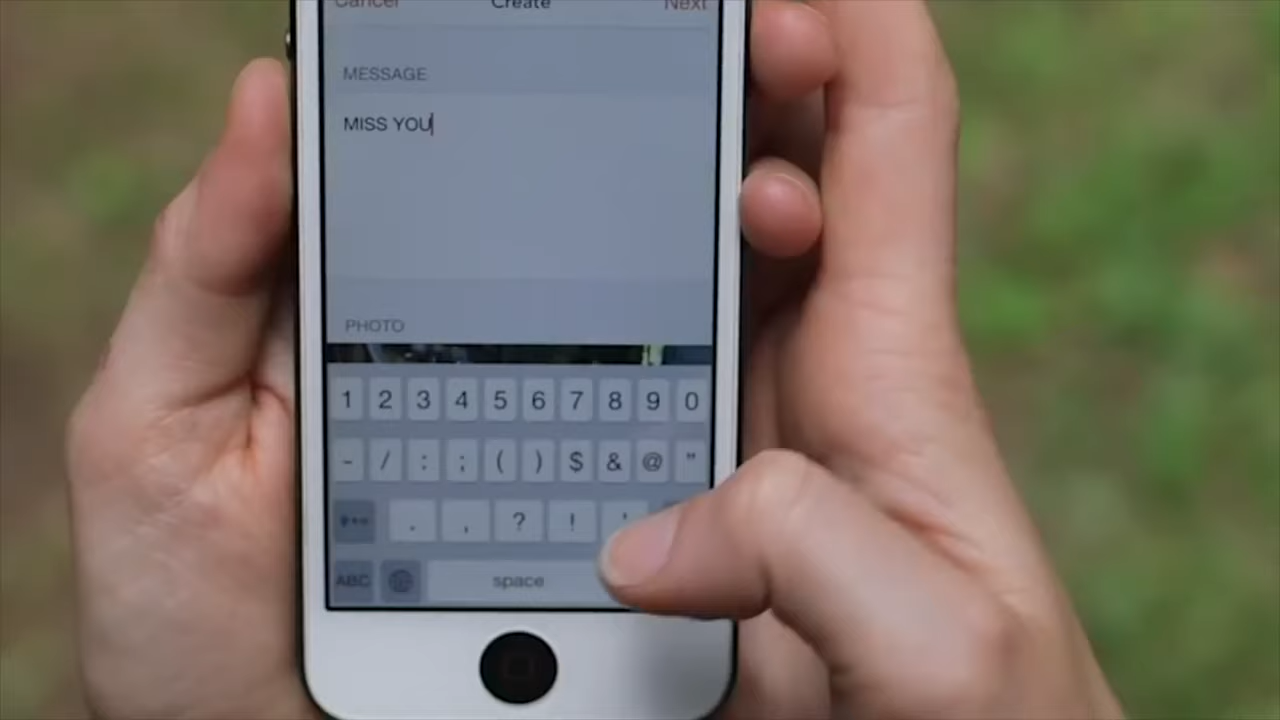 Cancel Create Next
MESSAGE
MISS YOU
PHOTO
1 2 3 4 5 6 7 8 9 0
- / : ; ( ) $ & @ "
. , ? ! '
ABC space